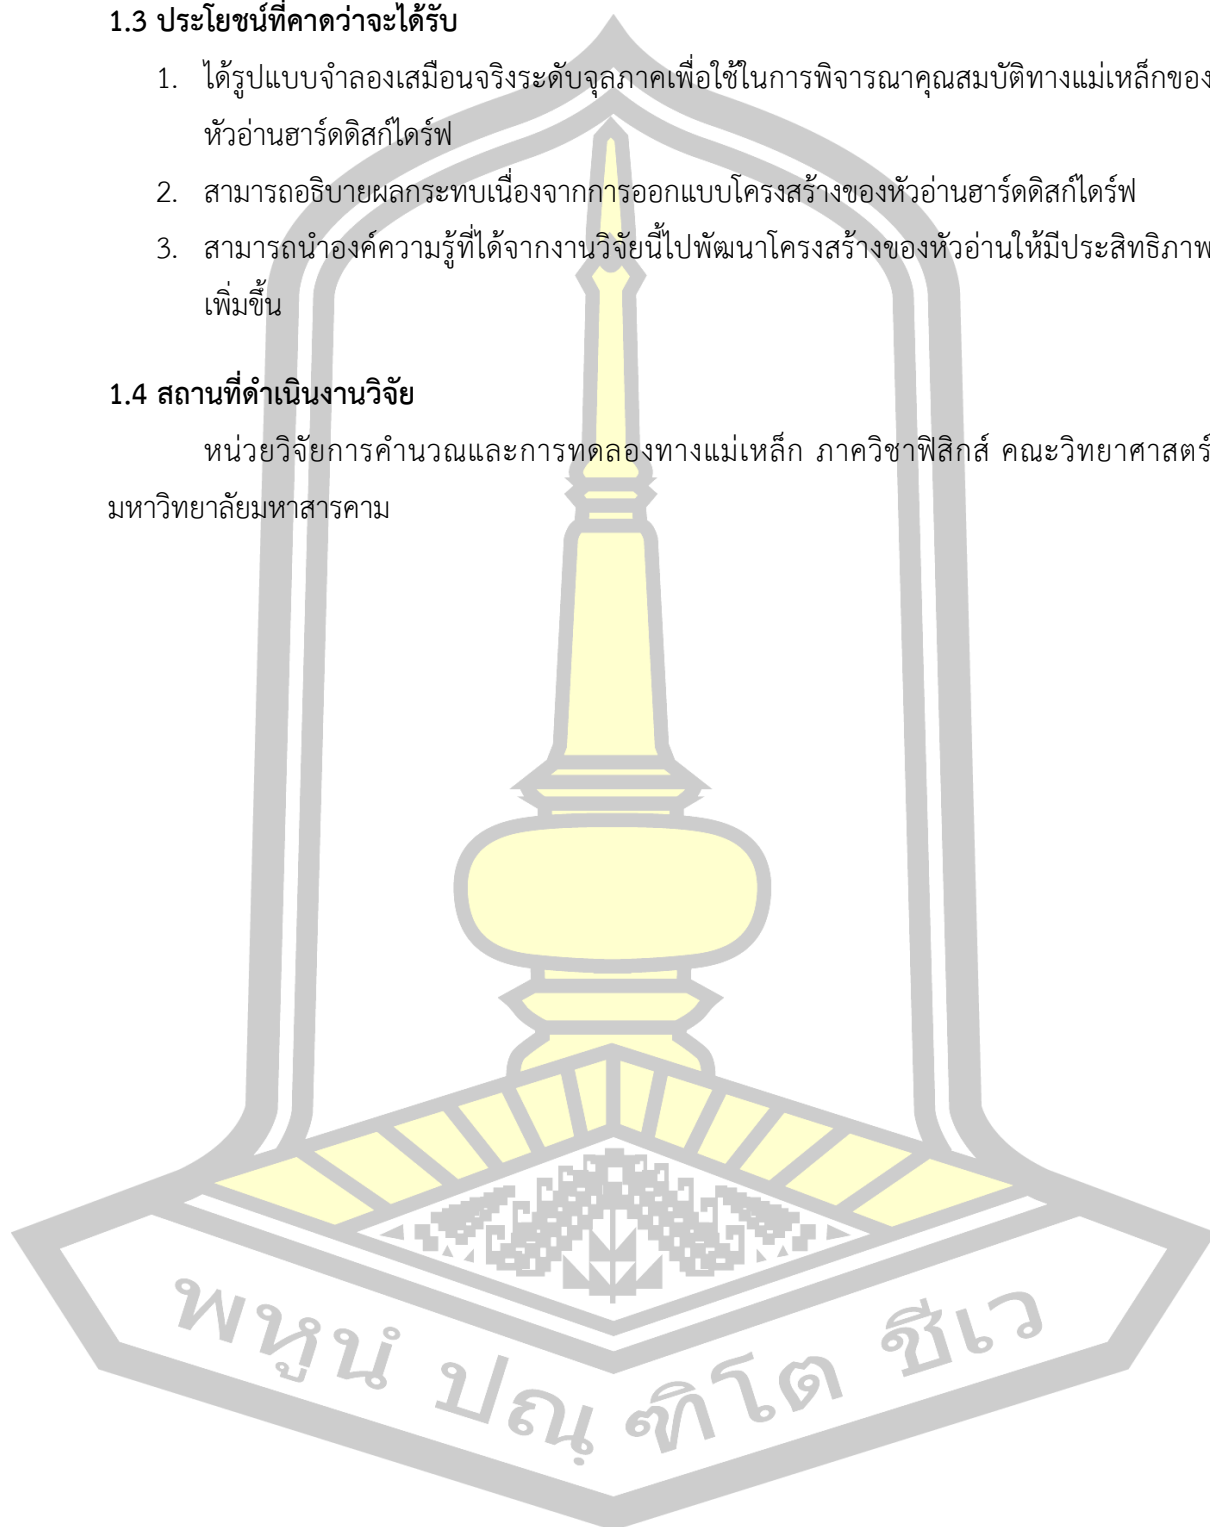 1.3 ประโยชน์ที่คาดว่าจะได้รับ
1. ได้รูปแบบจำลองเสมือนจริงระดับจุลภาคเพื่อใช้ในการพิจารณาคุณสมบัติทางแม่เหล็กของ
หัวอ่านฮาร์ดดิสก์ไดร์ฟ
2. สามารถอธิบายผลกระทบเนื่องจากการออกแบบโครงสร้างของหัวอ่านฮาร์ดดิสก์ไดร์ฟ
3. สามารถนำองค์ความรู้ที่ได้จากงานวิจัยนี้ไปพัฒนาโครงสร้างของหัวอ่านให้มีประสิทธิภาพ
เพิ่มขึ้น
1.4 สถานที่ดำเนินงานวิจัย
หน่วยวิจัยการคำนวณและการทดลองทางแม่เหล็ก ภาควิชาฟิสิกส์ คณะวิทยาศาสตร์
มหาวิทยาลัยมหาสารคาม
พหูนํ ปณฺฑิโต ชีเว